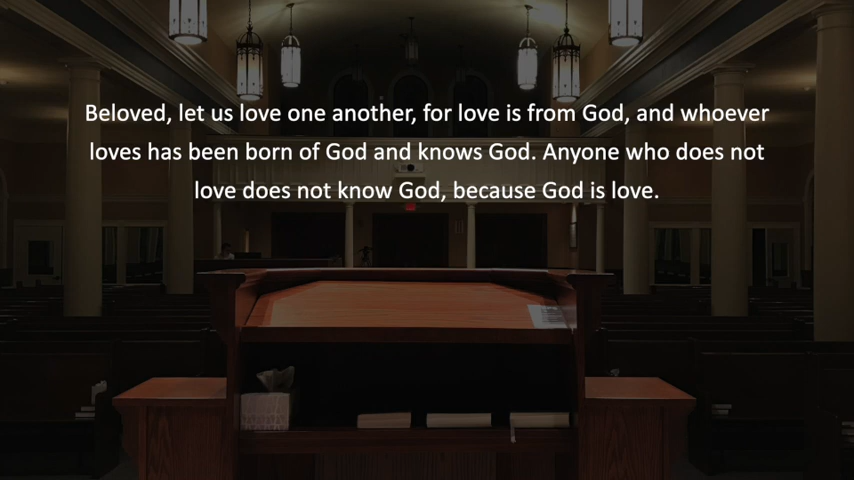 Beloved, let us love one another, for love is from God, and whoever
loves has been born of God and knows God. Anyone who does not
love does not know God, because God is love.